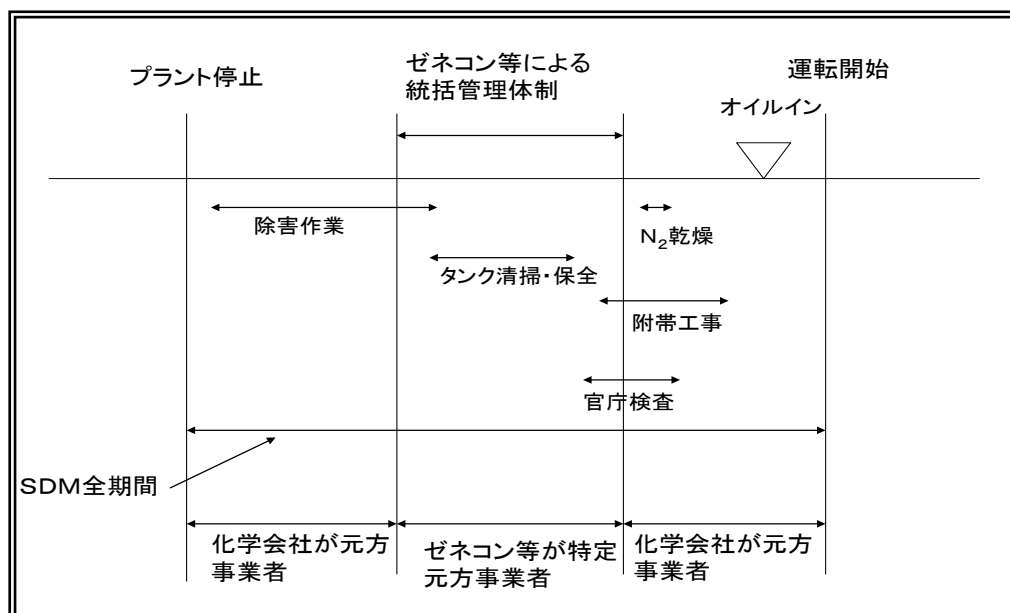 プラント停止
ゼネコン等による
統括管理体制
運転開始
オイルイン
除害作業
N2乾燥
タンク清掃・保全
附帯工事
官庁検査
SDM全期間
化学会社が元方
事業者
ゼネコン等が特定
元方事業者
化学会社が元方
事業者